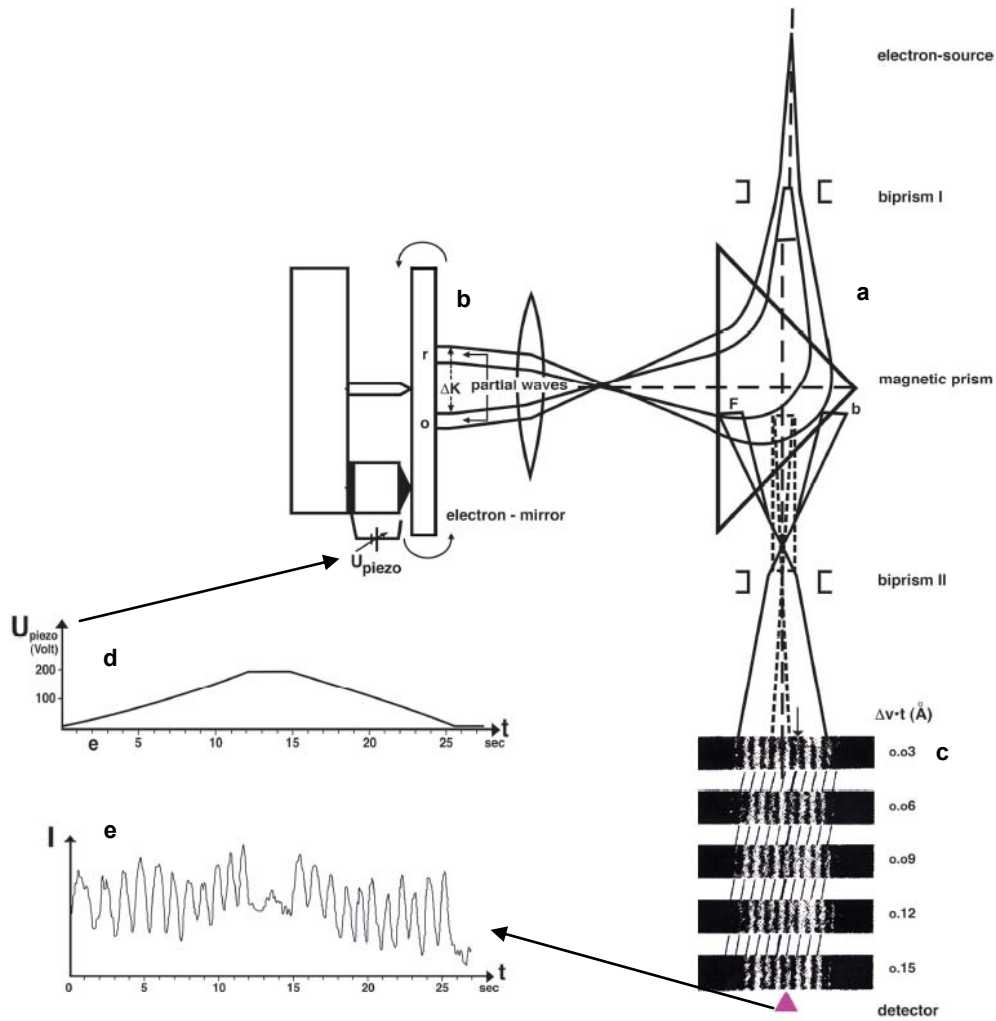 electron-source
biprism I
a
b
r
ΔK
partial waves
o
magnetic prism
F
b
electron - mirror
U piezo
biprism II
U piezo
(Volt)
d
200
100
e
5
10
15
20
25
sec
t
Δv·t (Å)
o.o3
c
o.o6
o.o9
o.12
o.15
detector
I
e
0
5
10
15
20
25
sec
t